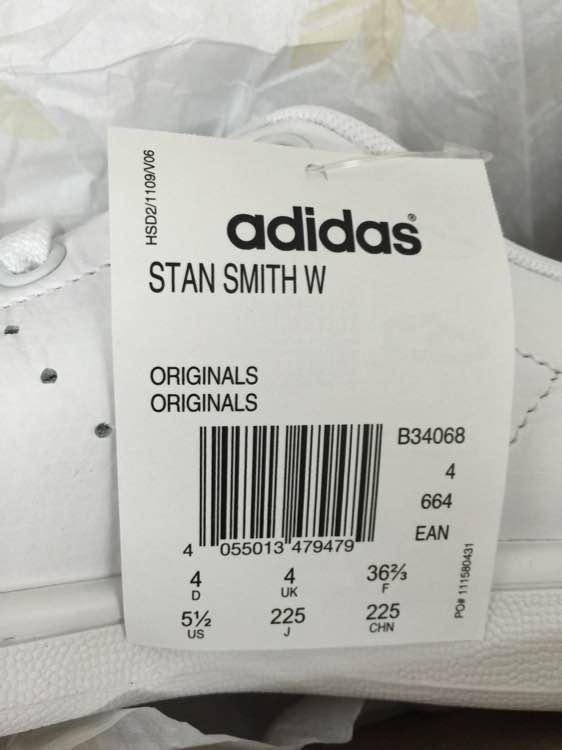 HSD2/1109/V06
adidas®
STAN SMITH W
ORIGINALS
ORIGINALS
B34068
4
664
EAN
4 055013 479479
4 4 36⅔
D UK F
5½ 225 225
US J CHN
PO# 111580431